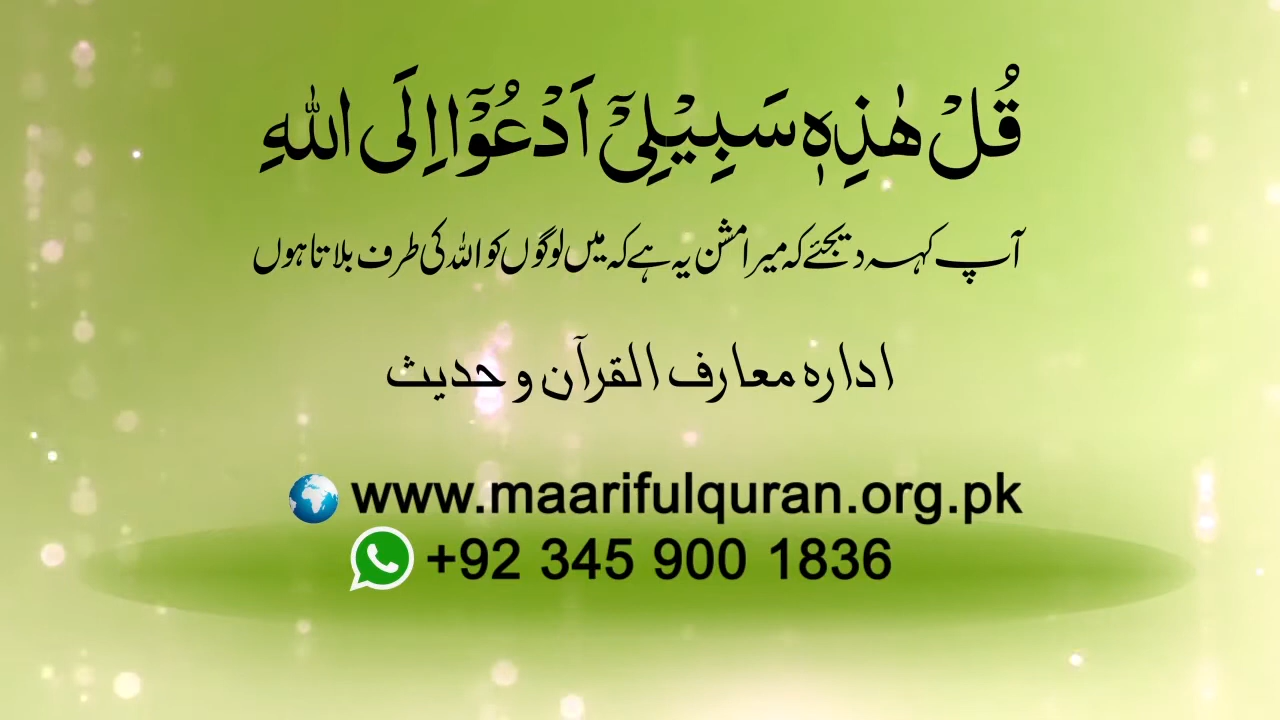 قُلْ هٰذِهٖ سَبِیْلِیْۤ اَدْعُوْۤا اِلَی اللّٰهِ
آپ کہہ دیجئے کہ میرا مشن یہ ہے کہ میں لوگوں کو اللہ کی طرف بلاتا ہوں
ادارہ معارف القرآن و حدیث
www.maarifulquran.org.pk
+92 345 900 1836